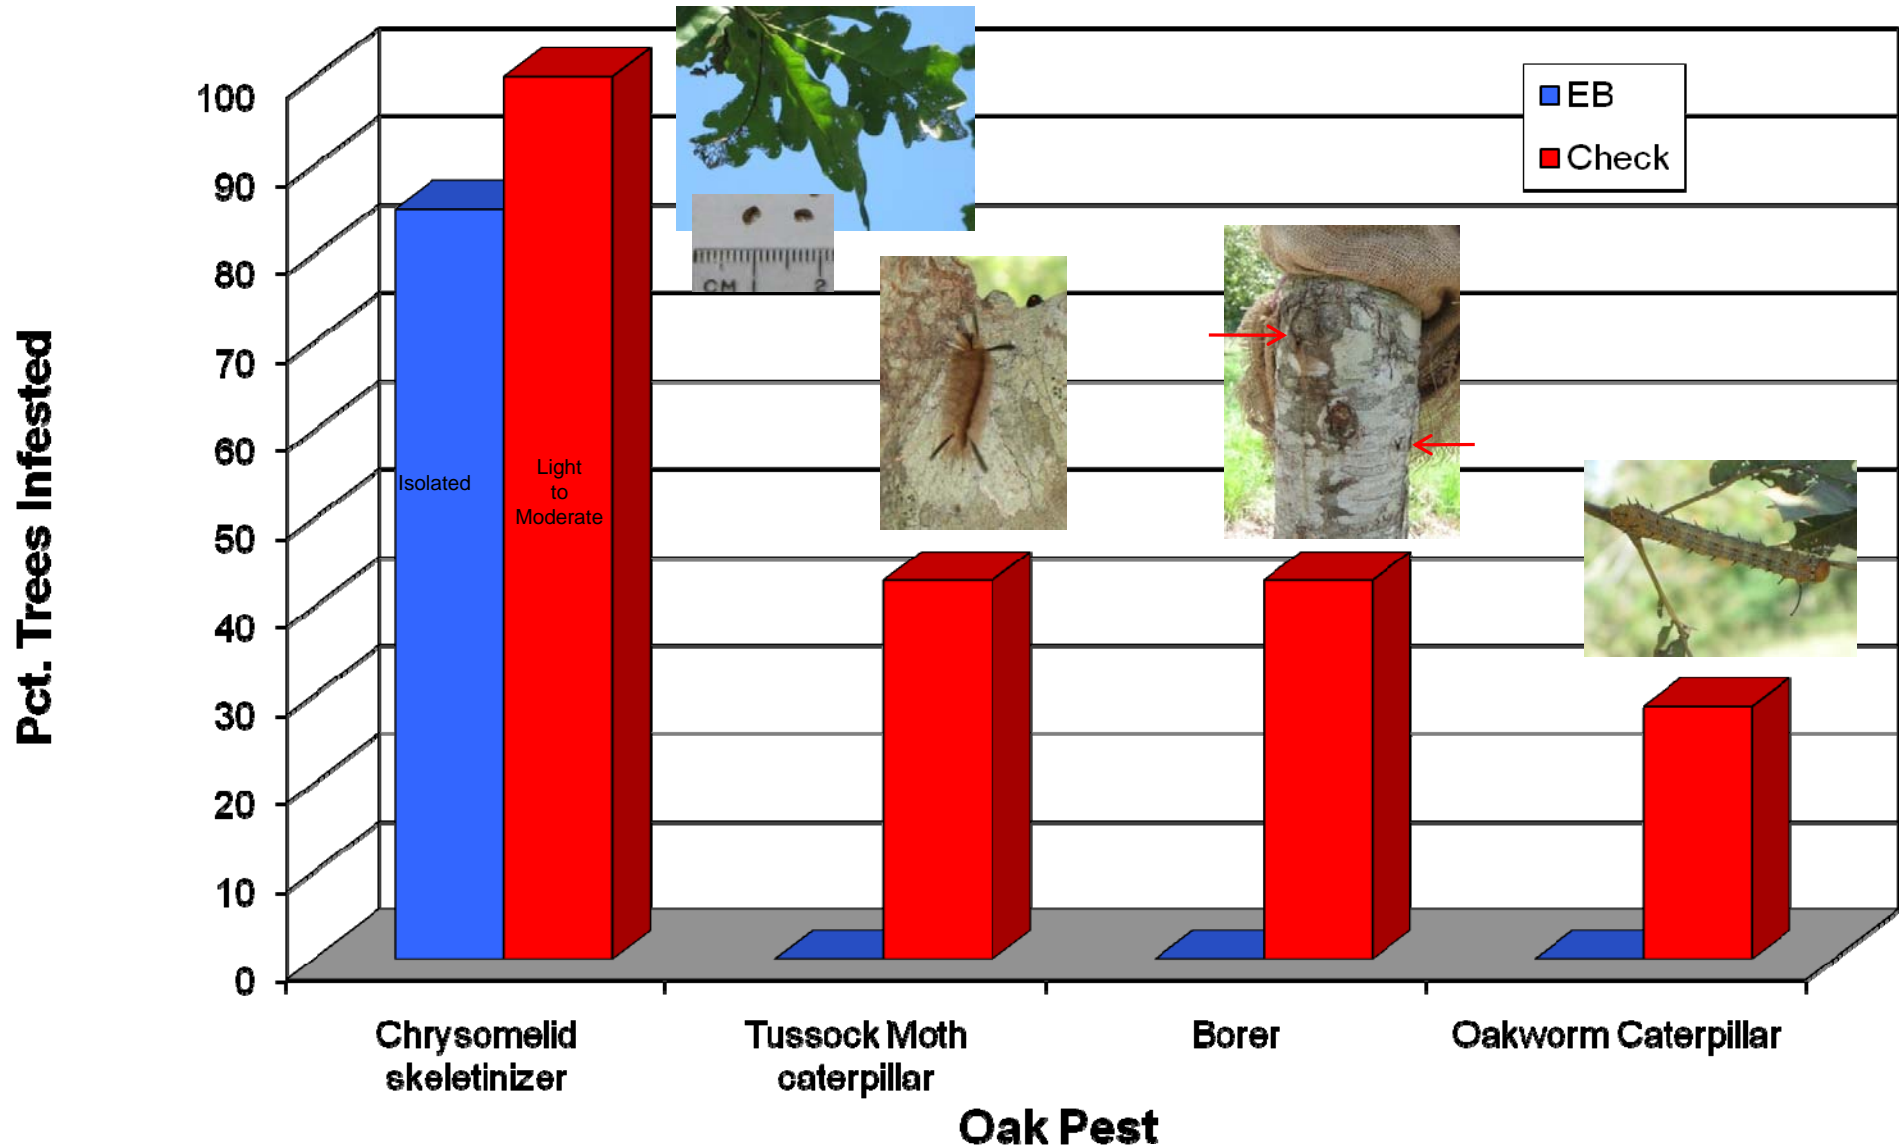 100
90
80
70
60
50
40
30
20
10
0
Pct. Trees Infested
EB
Check
CM 1 2
Isolated
Light
to
Moderate
Chrysomelid
skeletinizer
Tussock Moth
caterpillar
Borer
Oakworm Caterpillar
Oak Pest